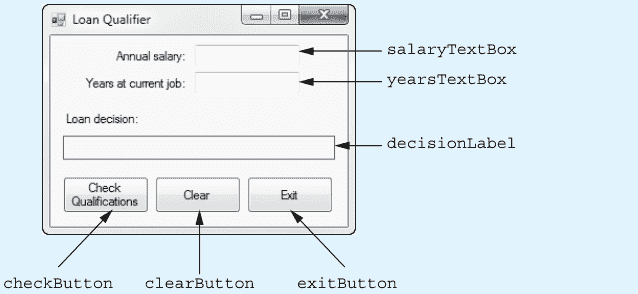 Loan Qualifier
Annual salary:
salaryTextBox
Years at current job:
yearsTextBox
Loan decision:
decisionLabel
Check
Qualifications
Clear
Exit
checkButton
clearButton
exitButton